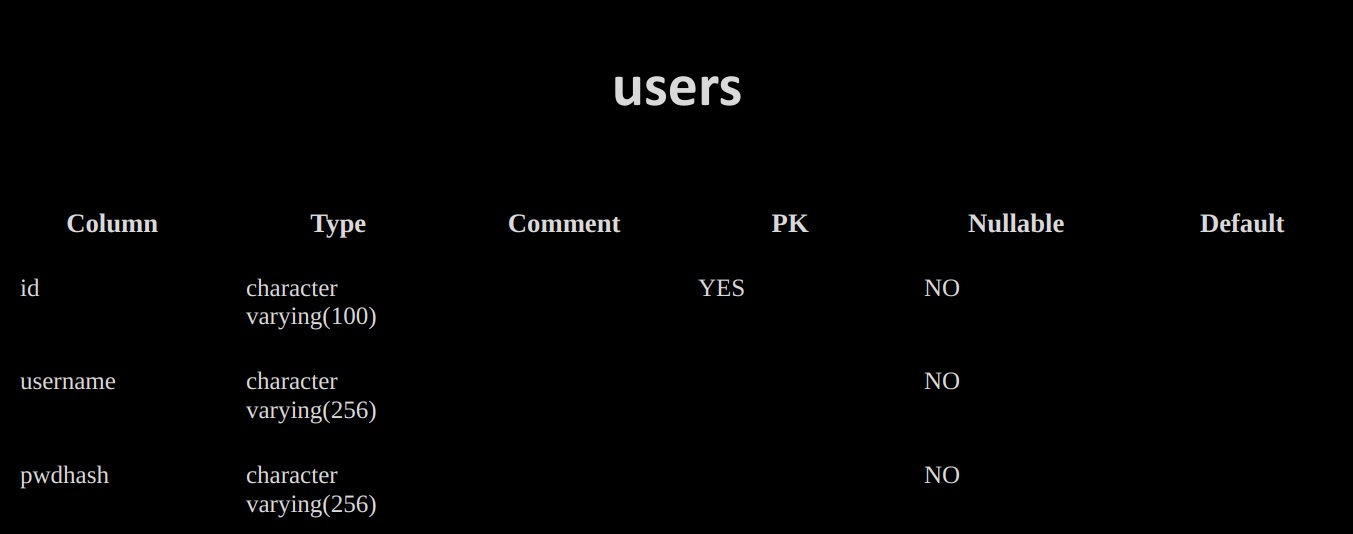 users
Column Type Comment PK Nullable Default
id character YES NO
varying(100)
username character NO
varying(256)
pwdhash character NO
varying(256)